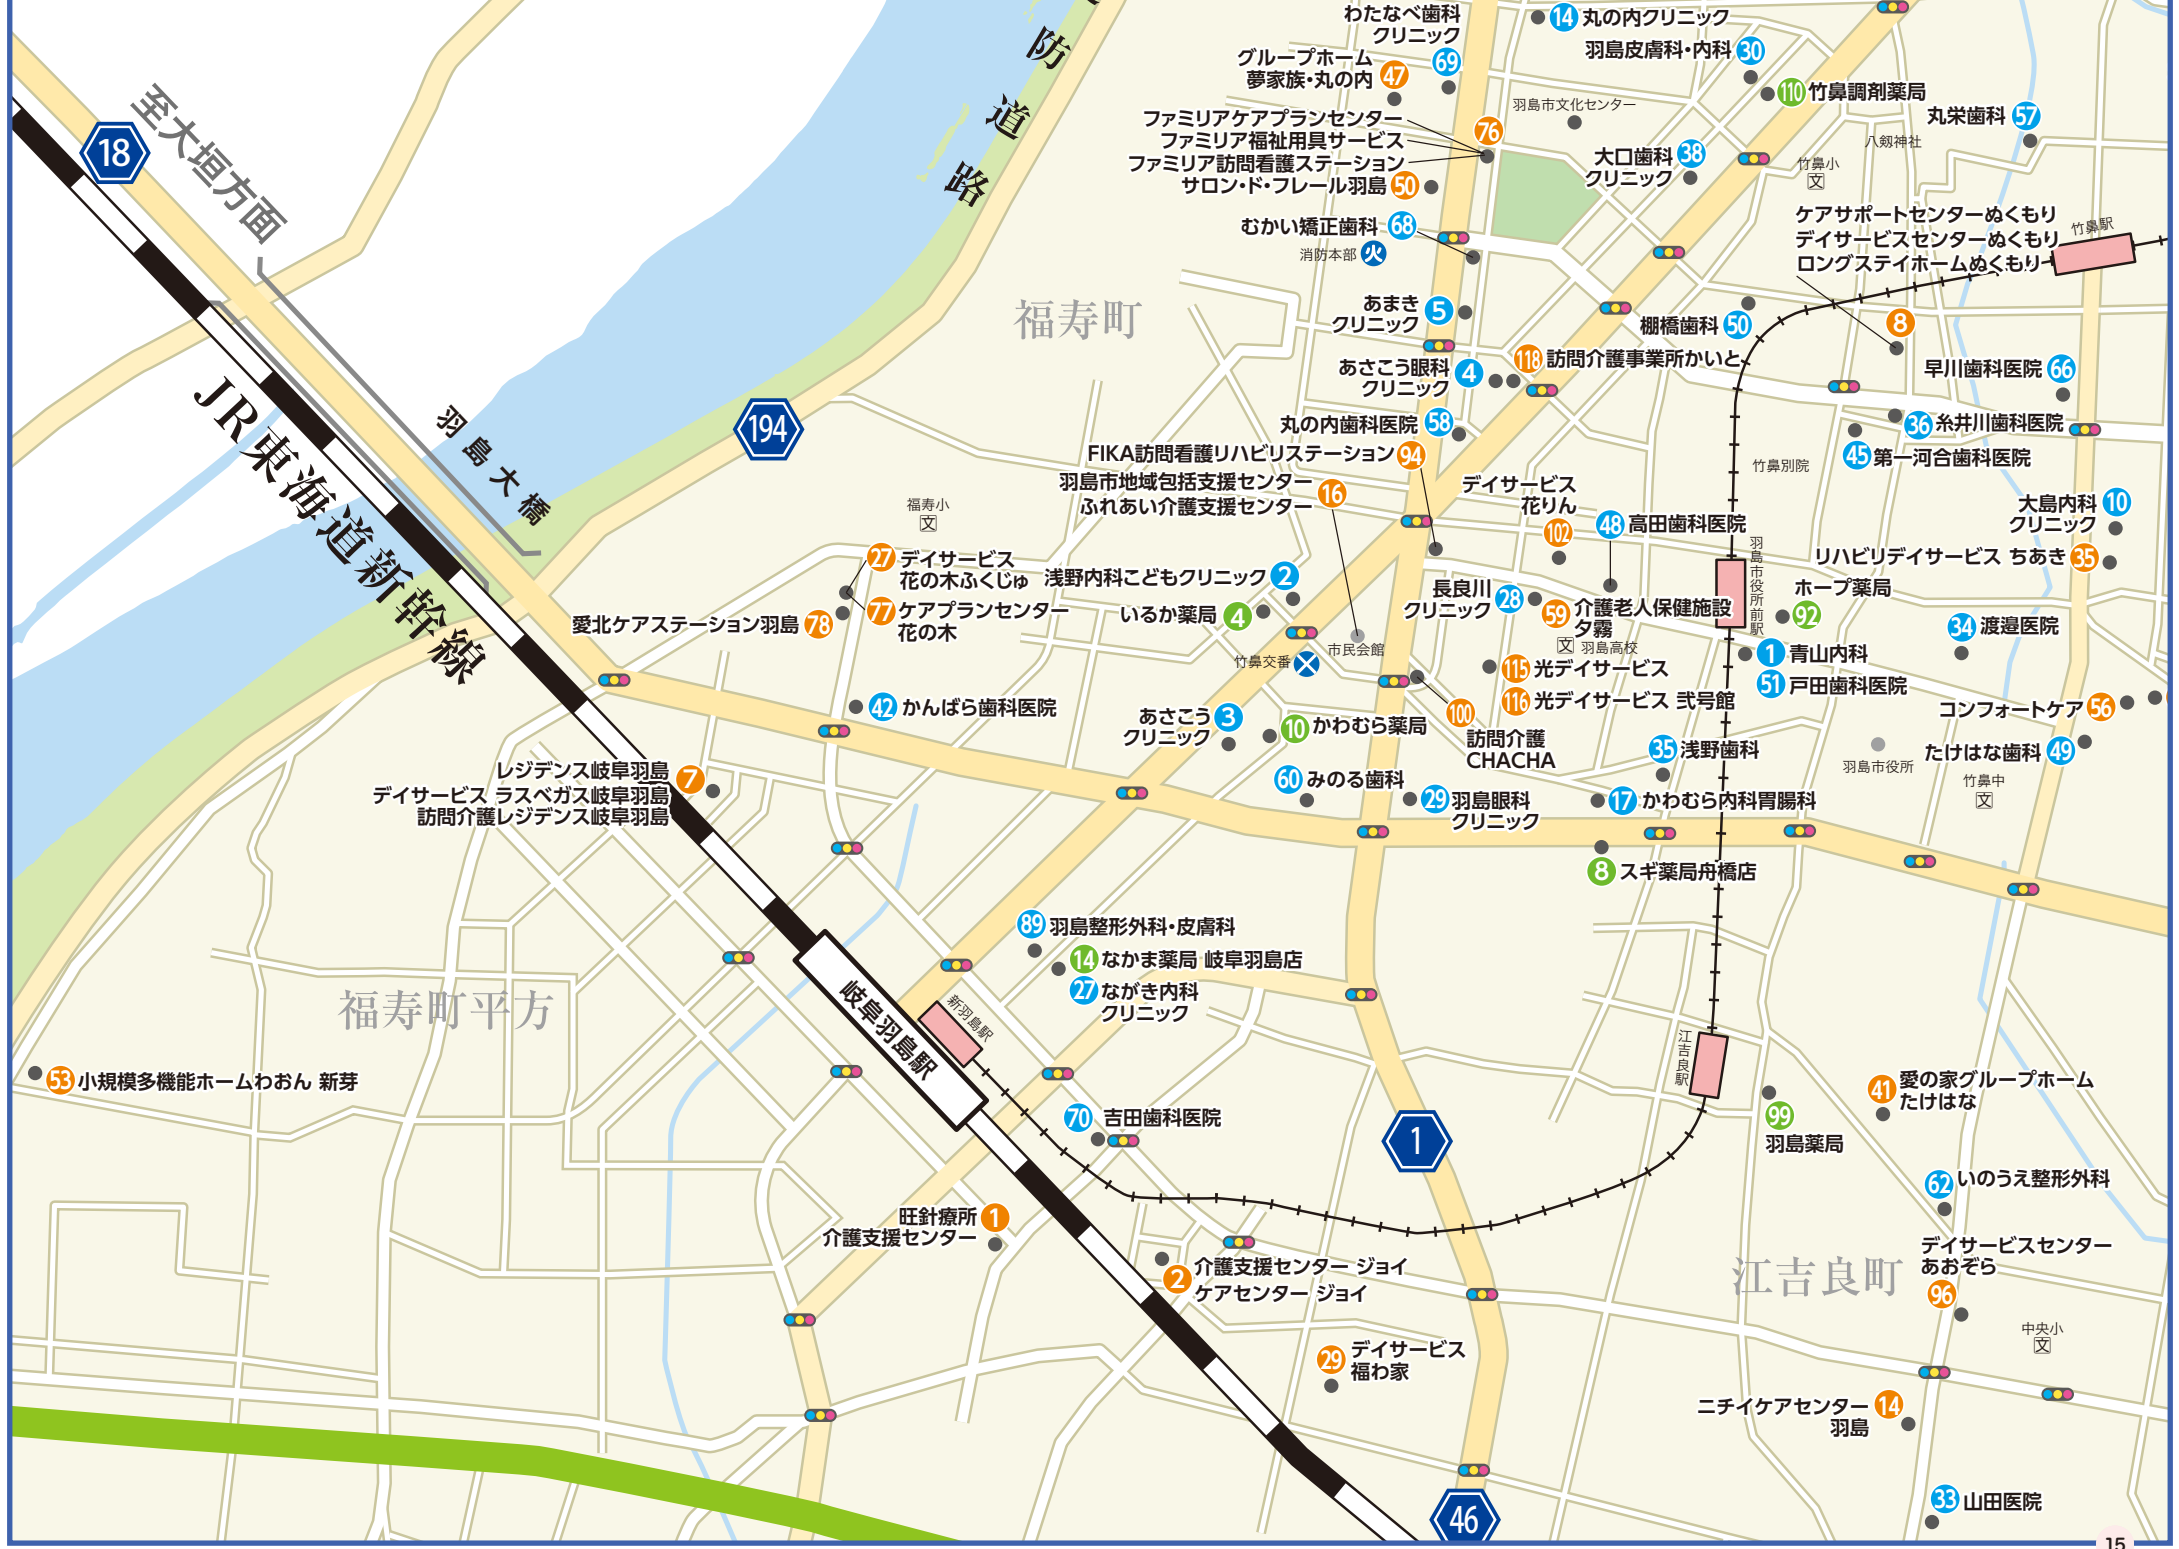 防
道
路
わたなべ歯科
クリニック
69
14 丸の内クリニック
羽島皮膚科・内科 30
グループホーム
夢家族・丸の内 47
110 竹鼻調剤薬局
羽島市文化センター
丸栄歯科 57
ファミリアケアプランセンター
ファミリア福祉用具サービス
ファミリア訪問看護ステーション
76
サロン・ド・フレール羽島 50
大口歯科
クリニック
38
八剱神社
竹鼻小
文
むかい矯正歯科 68
消防本部 火
ケアサポートセンターぬくもり
デイサービスセンターぬくもり
ロングステイホームぬくもり
8
竹鼻駅
18
至大垣方面
福寿町
あまき
クリニック
5
棚橋歯科 50
118 訪問介護事業所かいと
あさこう眼科
クリニック
4
早川歯科医院 66
JR東海道新幹線
羽島大橋
194
丸の内歯科医院 58
36 糸井川歯科医院
45 第一河合歯科医院
竹鼻別院
FIKA訪問看護リハビリステーション 94
羽島市地域包括支援センター
ふれあい介護支援センター
16
デイサービス
花りん
102
48 高田歯科医院
大島内科
クリニック
10
福寿小
文
27 デイサービス
花の木ふくじゅ
77 ケアプランセンター
花の木
愛北ケアステーション羽島 78
浅野内科こどもクリニック 2
いるか薬局 4
長良川
クリニック
28
59 介護老人保健施設
夕霧
文 羽島高校
羽島市役所前駅
リハビリデイサービス ちあき 35
ホープ薬局
92
34 渡邉医院
竹鼻交番
市民会館
115 光デイサービス
116 光デイサービス 弐号館
1 青山内科
51 戸田歯科医院
42 かんばら歯科医院
あさこう
クリニック
3
10 かわむら薬局
100
訪問介護
CHACHA
コンフォートケア 56
35 浅野歯科
羽島市役所
たけはな歯科 49
竹鼻中
文
レジデンス岐阜羽島
デイサービス ラスベガス岐阜羽島
訪問介護レジデンス岐阜羽島
7
60 みのる歯科
29 羽島眼科
クリニック
17 かわむら内科胃腸科
8 スギ薬局舟橋店
89 羽島整形外科・皮膚科
14 なかま薬局 岐阜羽島店
27 ながき内科
クリニック
福寿町平方
岐阜羽島駅
新羽島駅
江吉良駅
53 小規模多機能ホームわおん 新芽
41 愛の家グループホーム
たけはな
99
羽島薬局
70 吉田歯科医院
1
62 いのうえ整形外科
旺針療所
介護支援センター
1
2 介護支援センター ジョイ
ケアセンター ジョイ
江吉良町
デイサービスセンター
あおぞら
96
中央小
文
29 デイサービス
福わ家
ニチイケアセンター
羽島
14
46
33 山田医院
15